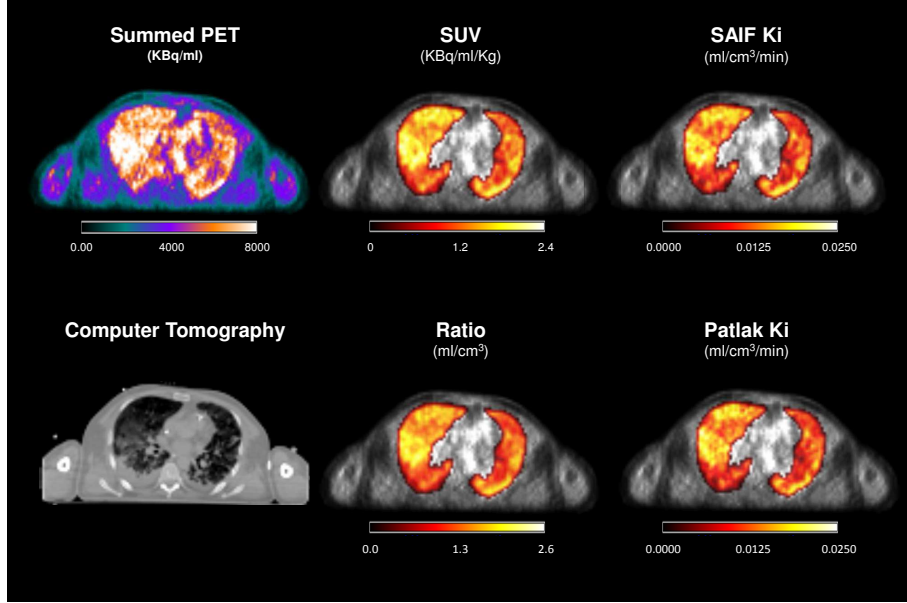 Summed PET
(KBq/ml)
0.00 4000 8000
SUV
(KBq/ml/Kg)
0 1.2 2.4
SAIF Ki
(ml/cm³/min)
0.0000 0.0125 0.0250
Computer Tomography
Ratio
(ml/cm³)
0.0 1.3 2.6
Patlak Ki
(ml/cm³/min)
0.0000 0.0125 0.0250